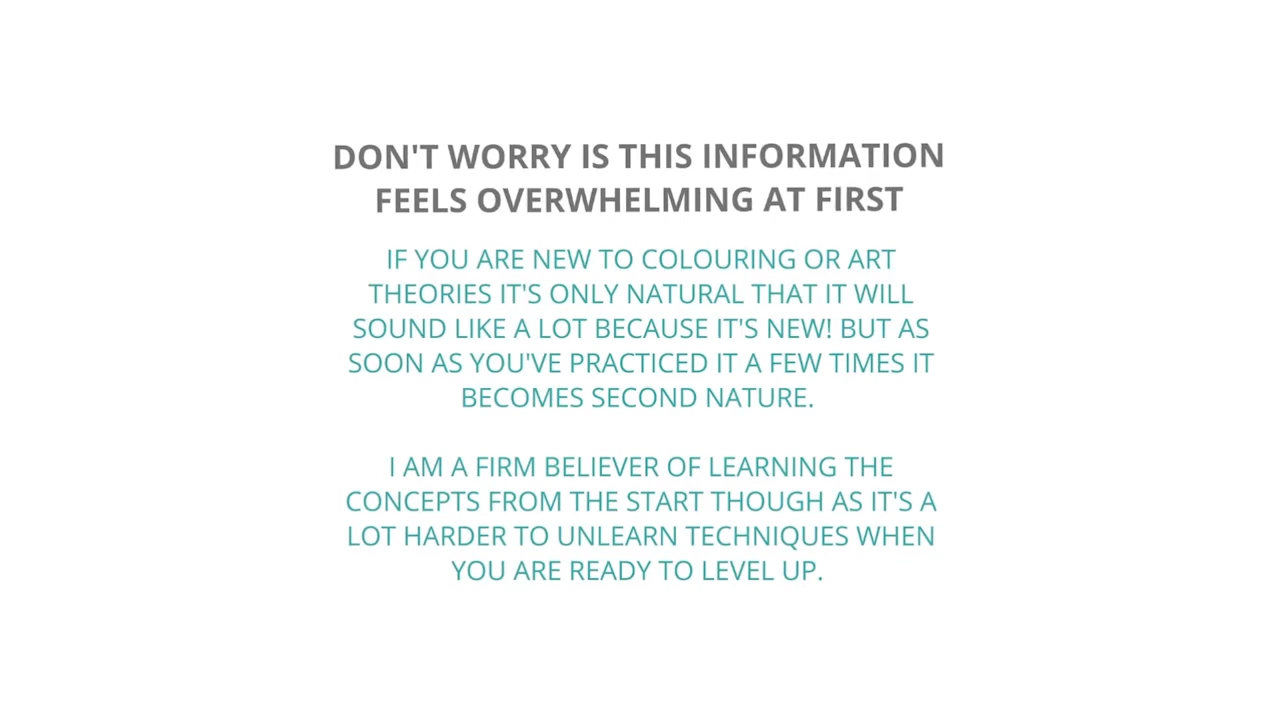 DON'T WORRY IS THIS INFORMATION
FEELS OVERWHELMING AT FIRST
IF YOU ARE NEW TO COLOURING OR ART
THEORIES IT'S ONLY NATURAL THAT IT WILL
SOUND LIKE A LOT BECAUSE IT'S NEW! BUT AS
SOON AS YOU'VE PRACTICED IT A FEW TIMES IT
BECOMES SECOND NATURE.
I AM A FIRM BELIEVER OF LEARNING THE
CONCEPTS FROM THE START THOUGH AS IT'S A
LOT HARDER TO UNLEARN TECHNIQUES WHEN
YOU ARE READY TO LEVEL UP.